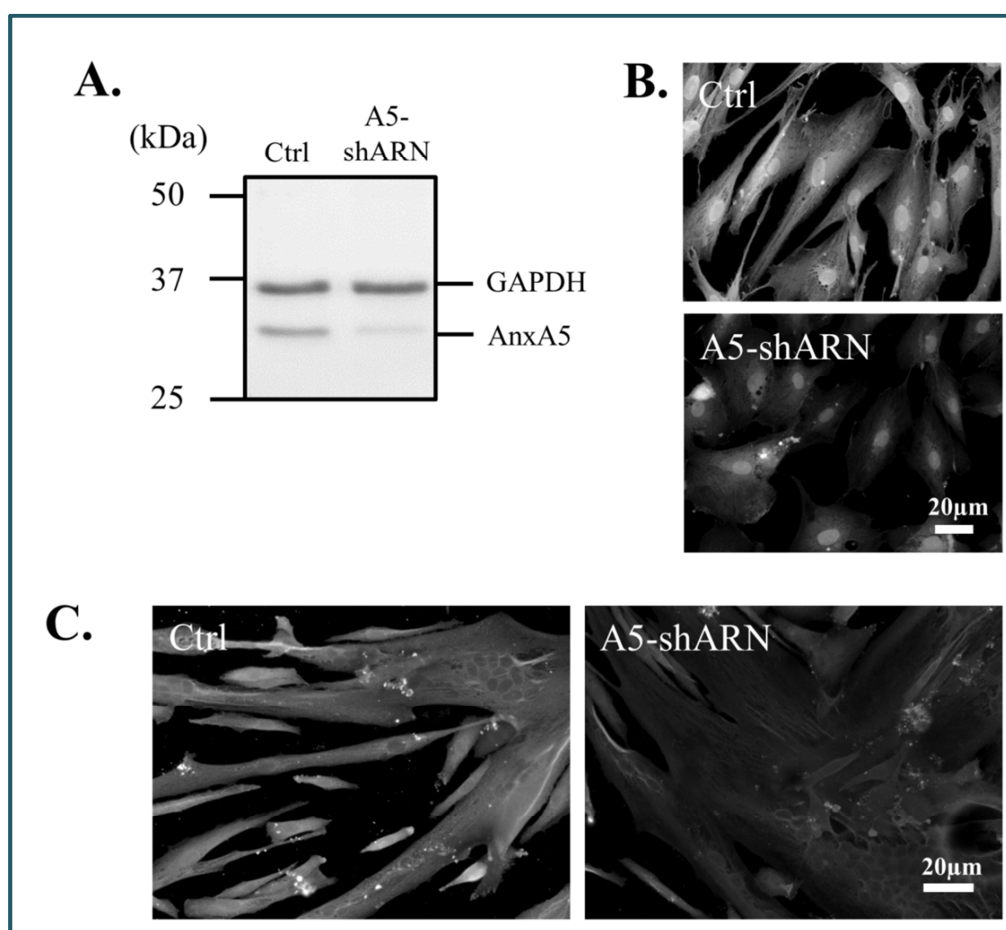 A.
(kDa)
Ctrl
A5-
shARN
50
37
25
GAPDH
AnxA5
B.
Ctrl
A5-shARN
20µm
C.
Ctrl
A5-shARN
20µm